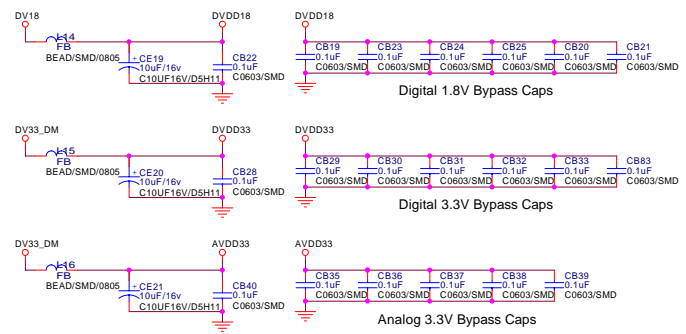 DV18 DVDD18 DVDD18
L14
FB
BEAD/SMD/0805
+ CE19
10uF/16v
C10UF16V/D5H11
CB22
0.1uF
C0603/SMD
CB19 CB23 CB24 CB25 CB20 CB21
0.1uF 0.1uF 0.1uF 0.1uF 0.1uF 0.1uF
C0603/SMD C0603/SMD C0603/SMD C0603/SMD C0603/SMD C0603/SMD
Digital 1.8V Bypass Caps
DV33_DM DVDD33 DVDD33
L15
FB
BEAD/SMD/0805
+ CE20
10uF/16v
C10UF16V/D5H11
CB28
0.1uF
C0603/SMD
CB29 CB30 CB31 CB32 CB33 CB83
0.1uF 0.1uF 0.1uF 0.1uF 0.1uF 0.1uF
C0603/SMD C0603/SMD C0603/SMD C0603/SMD C0603/SMD C0603/SMD
Digital 3.3V Bypass Caps
DV33_DM AVDD33 AVDD33
L16
FB
BEAD/SMD/0805
+ CE21
10uF/16v
C10UF16V/D5H11
CB40
0.1uF
C0603/SMD
CB35 CB36 CB37 CB38 CB39
0.1uF 0.1uF 0.1uF 0.1uF 0.1uF
C0603/SMD C0603/SMD C0603/SMD C0603/SMD C0603/SMD
Analog 3.3V Bypass Caps